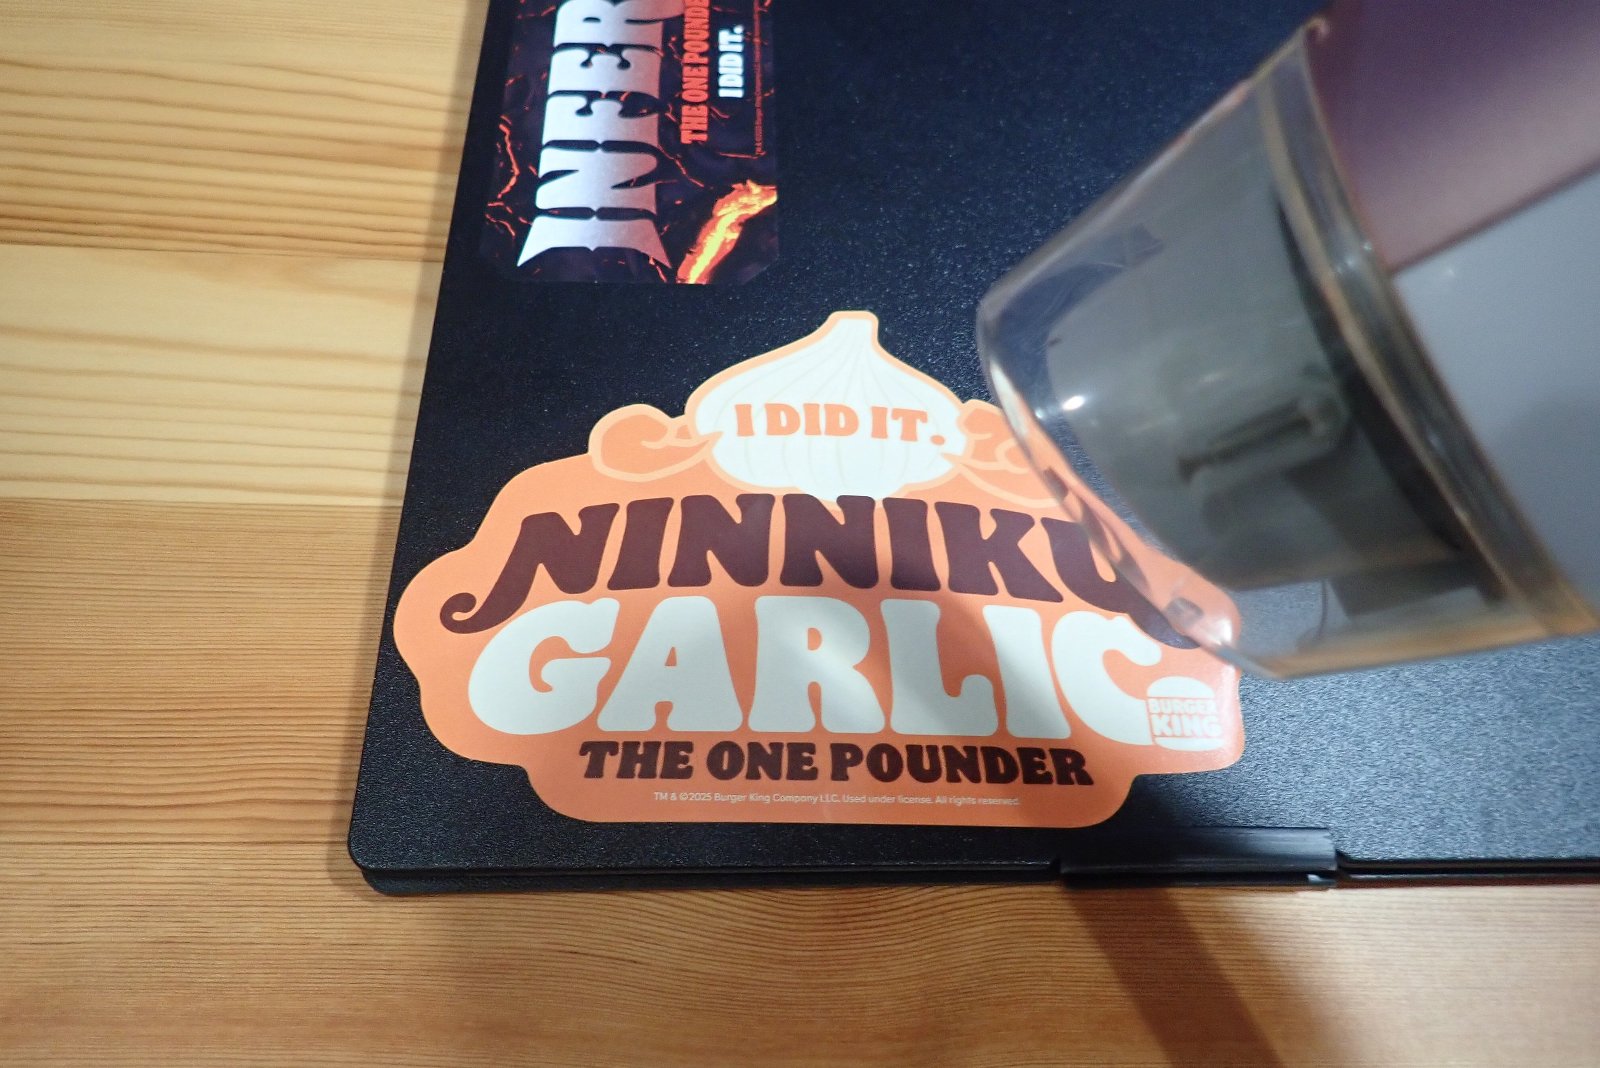 INFER
THE ONE POUNDE
I DID IT.
I DID IT.
NINNIKU
GARLIC
BURGER
KING
THE ONE POUNDER
TM & ©2025 Burger King Company LLC. Used under license. All rights reserved.